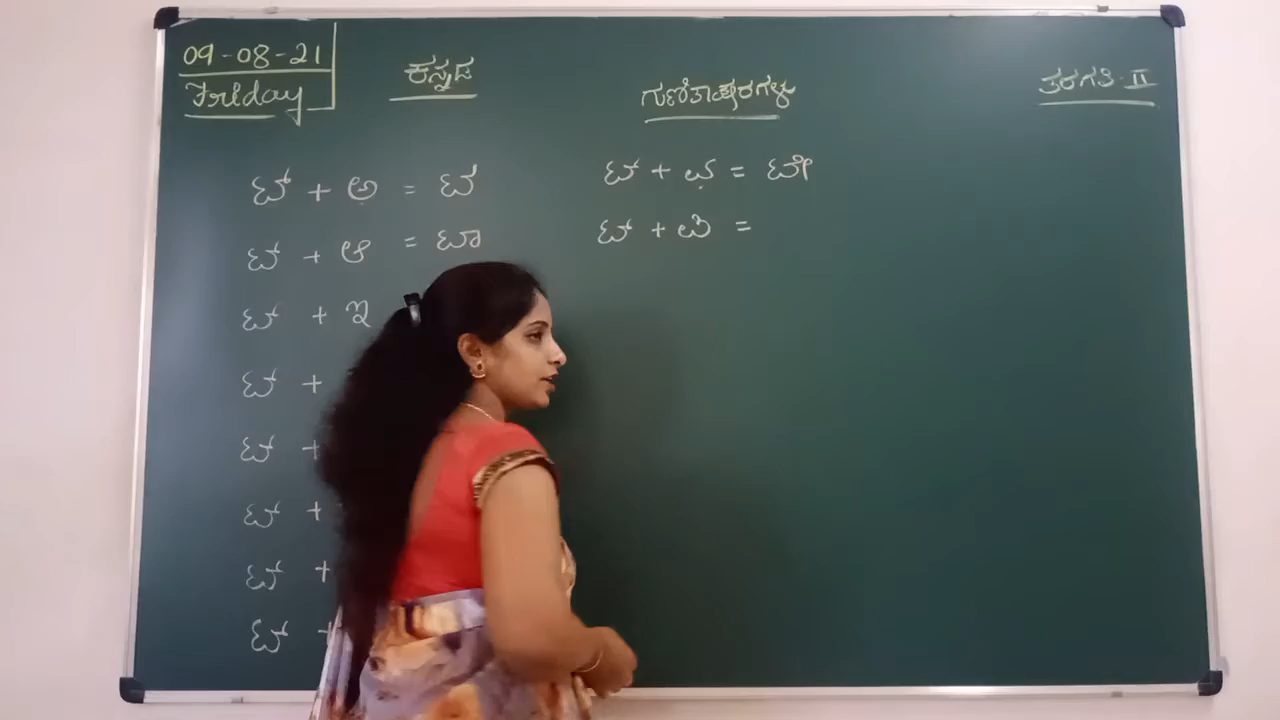 09-08-21
Friday
ಕನ್ನಡ
ಗುಣಿತಾಕ್ಷರಗಳು
ತರಗತಿ-II
ಟ್ + ಅ = ಟ
ಟ್ + ಆ = ಟಾ
ಟ್ + ಇ
ಟ್ +
ಟ್ +
ಟ್ +
ಟ್ +
ಟ್ +
ಟ್ + ಏ = ಟೇ
ಟ್ + ಐ =